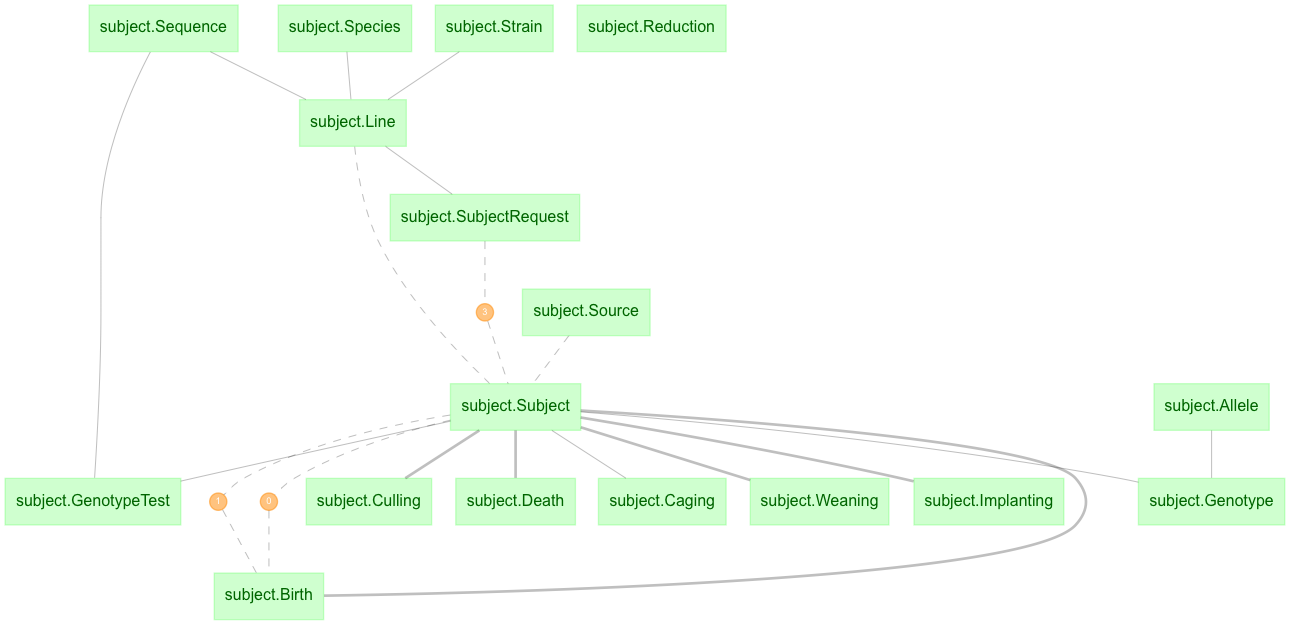 subject.Sequence
subject.Species
subject.Strain
subject.Reduction
subject.Line
subject.SubjectRequest
3
subject.Source
subject.Subject
subject.Allele
subject.GenotypeTest
1
0
subject.Culling
subject.Death
subject.Caging
subject.Weaning
subject.Implanting
subject.Genotype
subject.Birth